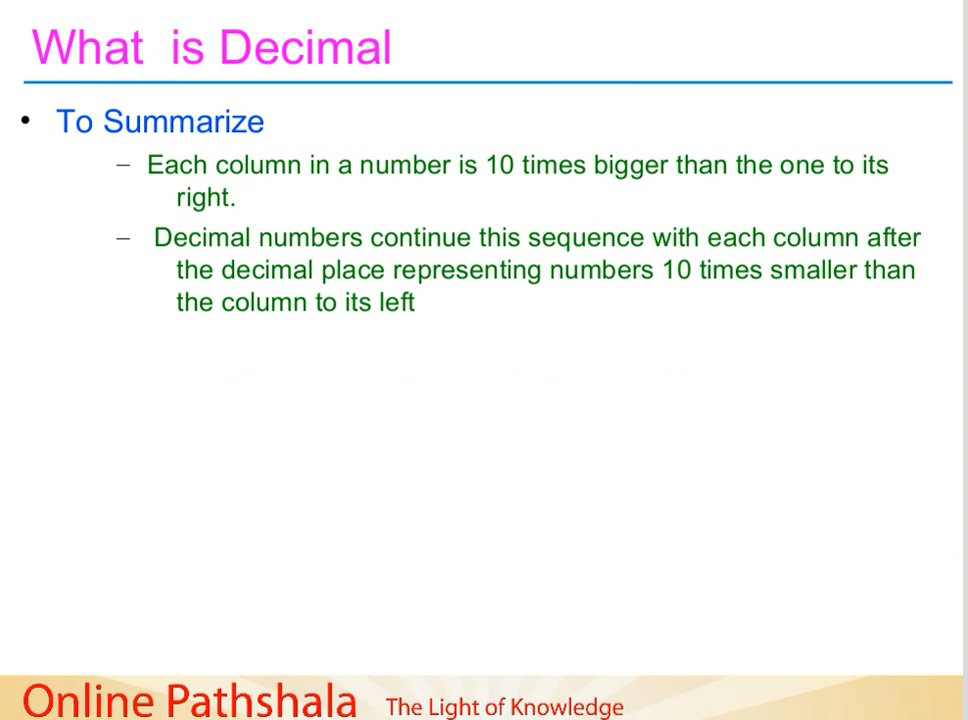 What is Decimal
• To Summarize
– Each column in a number is 10 times bigger than the one to its
right.
– Decimal numbers continue this sequence with each column after
the decimal place representing numbers 10 times smaller than
the column to its left
Online Pathshala The Light of Knowledge